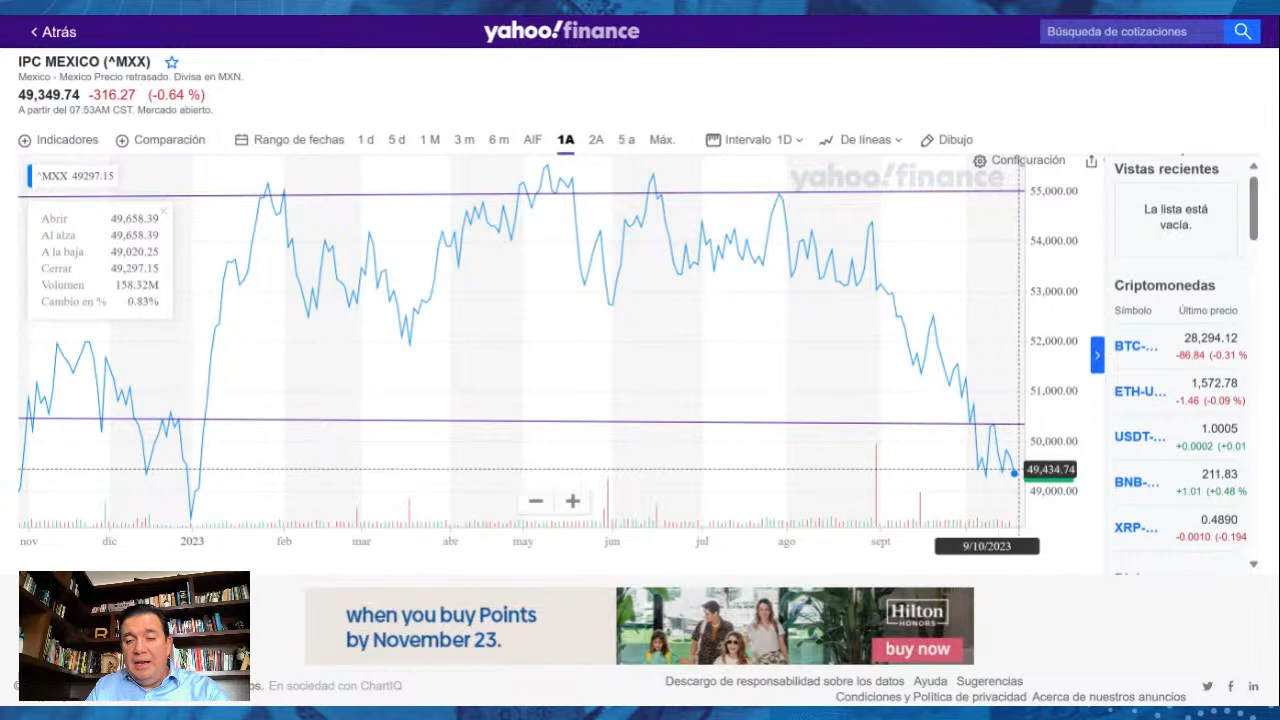 Atrás
yahoo!finance
Búsqueda de cotizaciones
IPC MEXICO (^MXX)
Mexico - Mexico Precio retrasado. Divisa en MXN.
49,349.74 -316.27 (-0.64 %)
A partir del 07:53AM CST. Mercado abierto.
Indicadores Comparación Rango de fechas 1 d 5 d 1 M 3 m 6 m AIF 1A 2A 5 a Máx. Intervalo 1D De líneas Dibujo
Configuración
^MXX 49297.15
yahoo!finance
Abrir 49,658.39
Al alza 49,658.39
A la baja 49,020.25
Cerrar 49,297.15
Volumen 158.32M
Cambio en % 0.83%
55,000.00
54,000.00
53,000.00
52,000.00
51,000.00
50,000.00
49,434.74
49,000.00
nov dic 2023 feb mar abr may jun jul ago sept
9/10/2023
Vistas recientes
La lista está
vacía.
Criptomonedas
Símbolo Último precio
BTC-... 28,294.12
-86.84 (-0.31 %
ETH-U... 1,572.78
-1.46 (-0.09 %)
USDT-... 1.0005
+0.0002 (+0.01
BNB-... 211.83
+1.01 (+0.48 %
XRP-... 0.4890
-0.0010 (-0.194
when you buy Points
by November 23.
Hilton
HONORS
buy now
os. En sociedad con ChartIQ
Descargo de responsabilidad sobre los datos Ayuda Sugerencias
Condiciones y Política de privacidad Acerca de nuestros anuncios